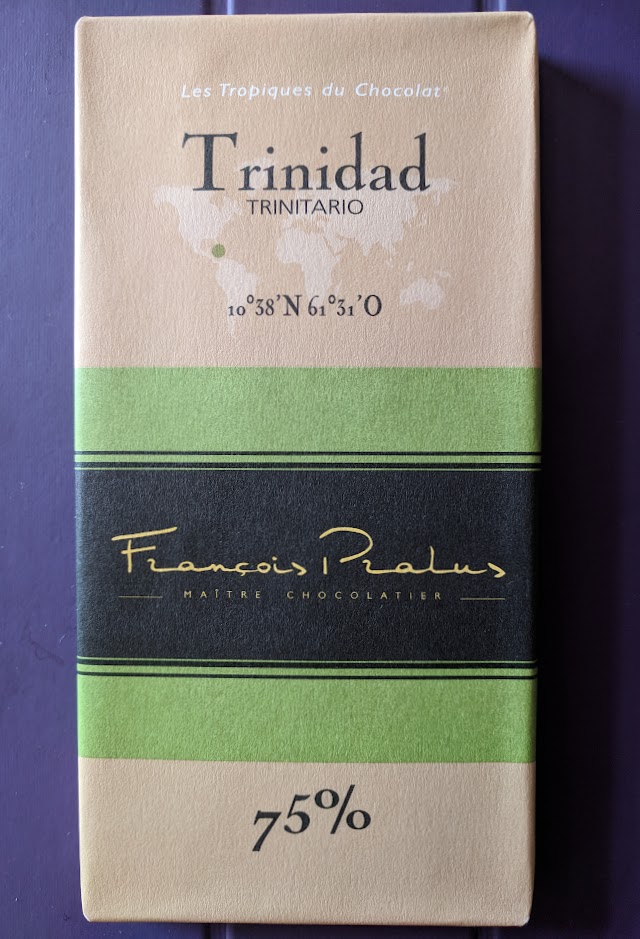 Les Tropiques du Chocolat®
Trinidad
TRINITARIO
10°38'N 61°31'O
François Pralus
MAÎTRE CHOCOLATIER
75%